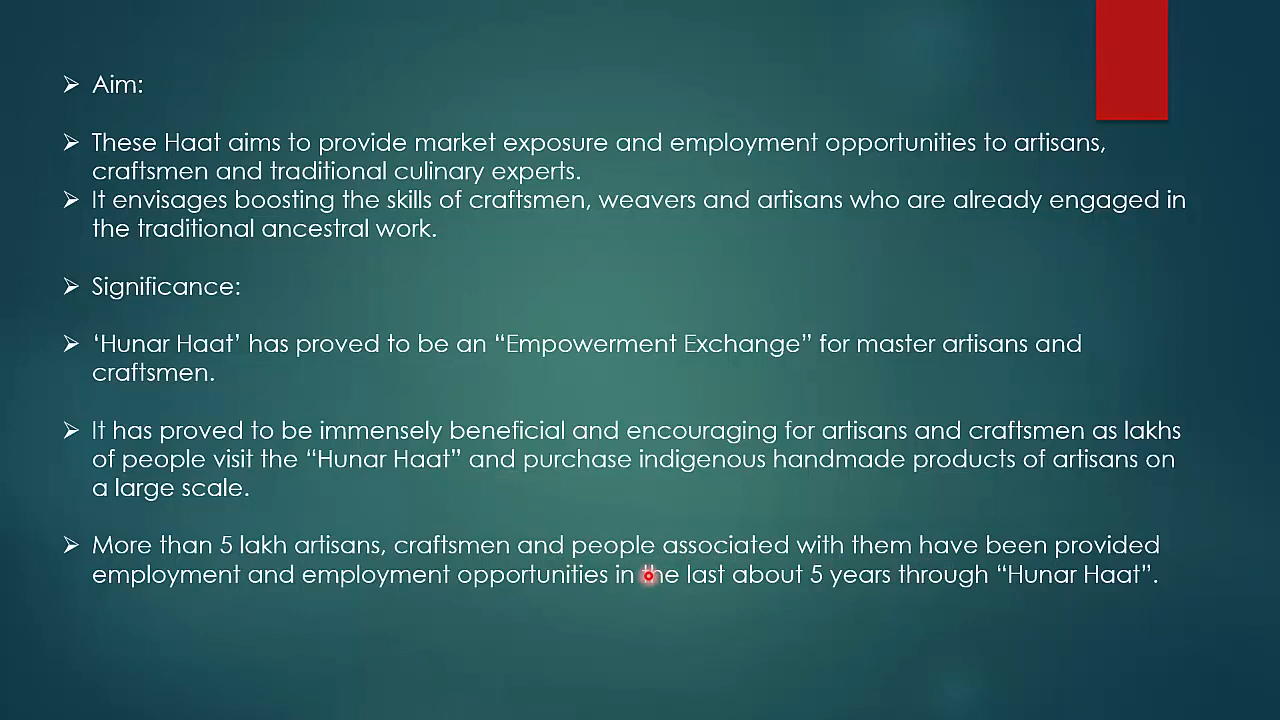 Aim:
These Haat aims to provide market exposure and employment opportunities to artisans,
craftsmen and traditional culinary experts.
It envisages boosting the skills of craftsmen, weavers and artisans who are already engaged in
the traditional ancestral work.
Significance:
‘Hunar Haat’ has proved to be an “Empowerment Exchange” for master artisans and
craftsmen.
It has proved to be immensely beneficial and encouraging for artisans and craftsmen as lakhs
of people visit the “Hunar Haat” and purchase indigenous handmade products of artisans on
a large scale.
More than 5 lakh artisans, craftsmen and people associated with them have been provided
employment and employment opportunities in the last about 5 years through “Hunar Haat”.